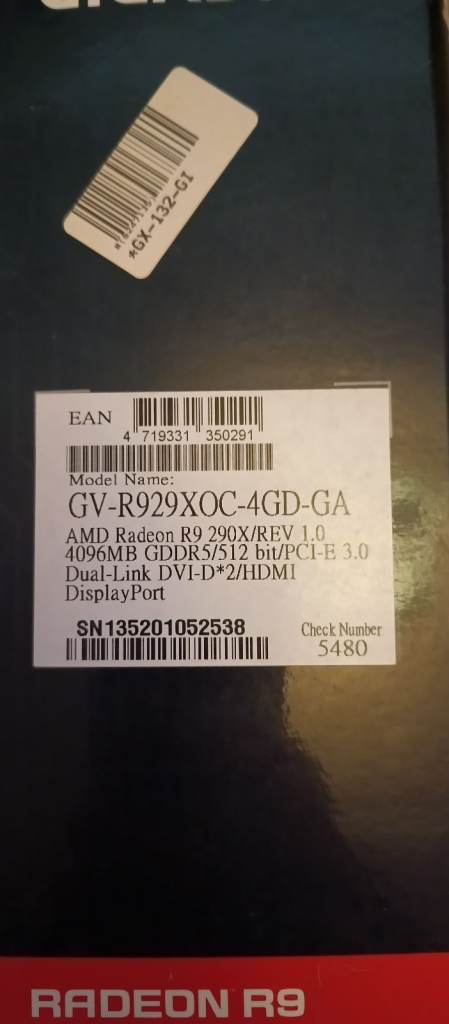 *GX-132-GI
EAN
4 719331 350291
Model Name:
GV-R929XOC-4GD-GA
AMD Radeon R9 290X/REV 1.0
4096MB GDDR5/512 bit/PCI-E 3.0
Dual-Link DVI-D*2/HDMI
DisplayPort
SN135201052538
Check Number
5480
RADEON R9